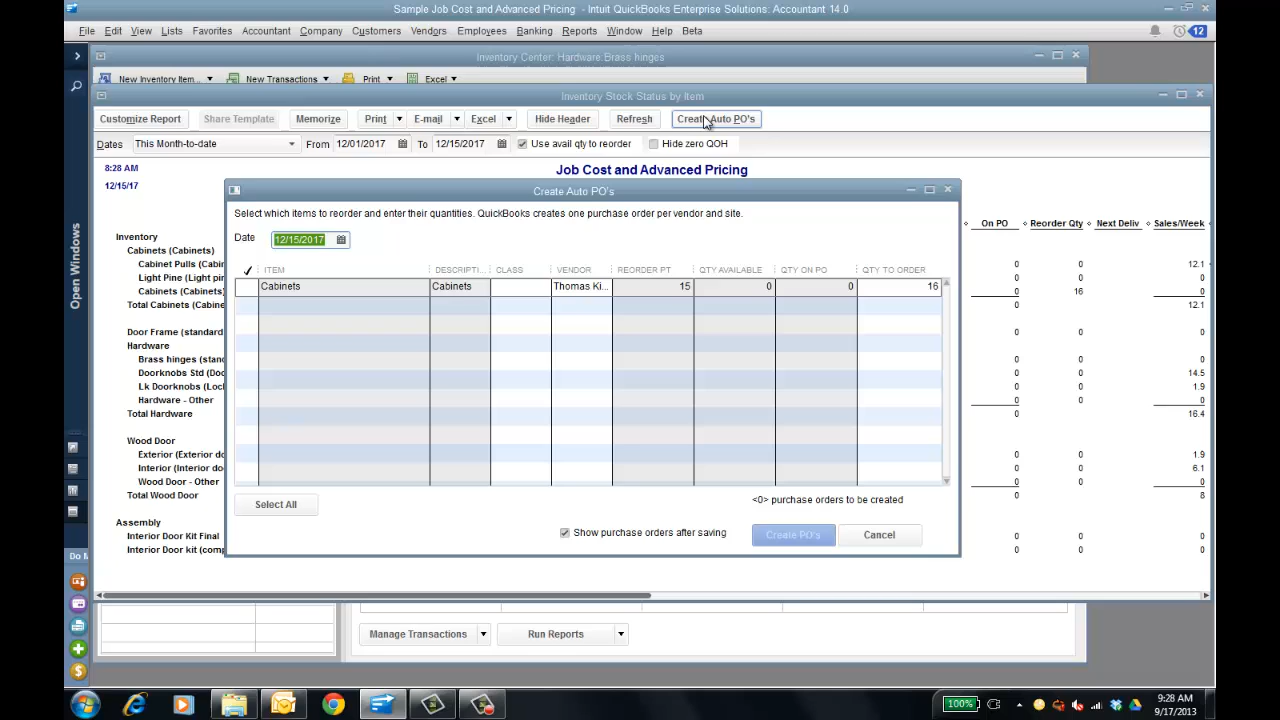 Sample Job Cost and Advanced Pricing - Intuit QuickBooks Enterprise Solutions: Accountant 14.0
File Edit View Lists Favorites Accountant Company Customers Vendors Employees Banking Reports Window Help Beta 12
Inventory Center: Hardware:Brass hinges
New Inventory Item... New Transactions Print Excel
Inventory Stock Status by Item
Customize Report Share Template Memorize Print E-mail Excel Hide Header Refresh Create Auto PO's
Dates This Month-to-date From 12/01/2017 To 12/15/2017 Use avail qty to reorder Hide zero QOH
8:28 AM Job Cost and Advanced Pricing
12/15/17
Create Auto PO's
Select which items to reorder and enter their quantities. QuickBooks creates one purchase order per vendor and site.
On PO Reorder Qty Next Deliv Sales/Week
Inventory Date 12/15/2017
Cabinets (Cabinets)
Cabinet Pulls (Cabin 0 0 12.1
ITEM DESCRIPTI... CLASS VENDOR REORDER PT QTY AVAILABLE QTY ON PO QTY TO ORDER
Light Pine (Light pin 0 0 0
Cabinets Cabinets Thomas Ki... 15 0 0 16
Cabinets (Cabinets) 0 16 0
Total Cabinets (Cabine 0 12.1
Door Frame (standard 0 0 0
Hardware
Brass hinges (stand 0 0 0
Doorknobs Std (Doo 0 0 14.5
Lk Doorknobs (Loc 0 0 1.9
Hardware - Other 0 0 0
Total Hardware 0 16.4
Wood Door
Exterior (Exterior do 0 0 1.9
Interior (Interior do 0 0 6.1
Wood Door - Other 0 0 0
Total Wood Door 0 8
Select All <0> purchase orders to be created
Assembly
Show purchase orders after saving Create PO's Cancel
Interior Door Kit Final 0 0 0
Interior Door kit (comp 0 0 0
Open Windows
Do M
Manage Transactions Run Reports
100% 9:28 AM
9/17/2013